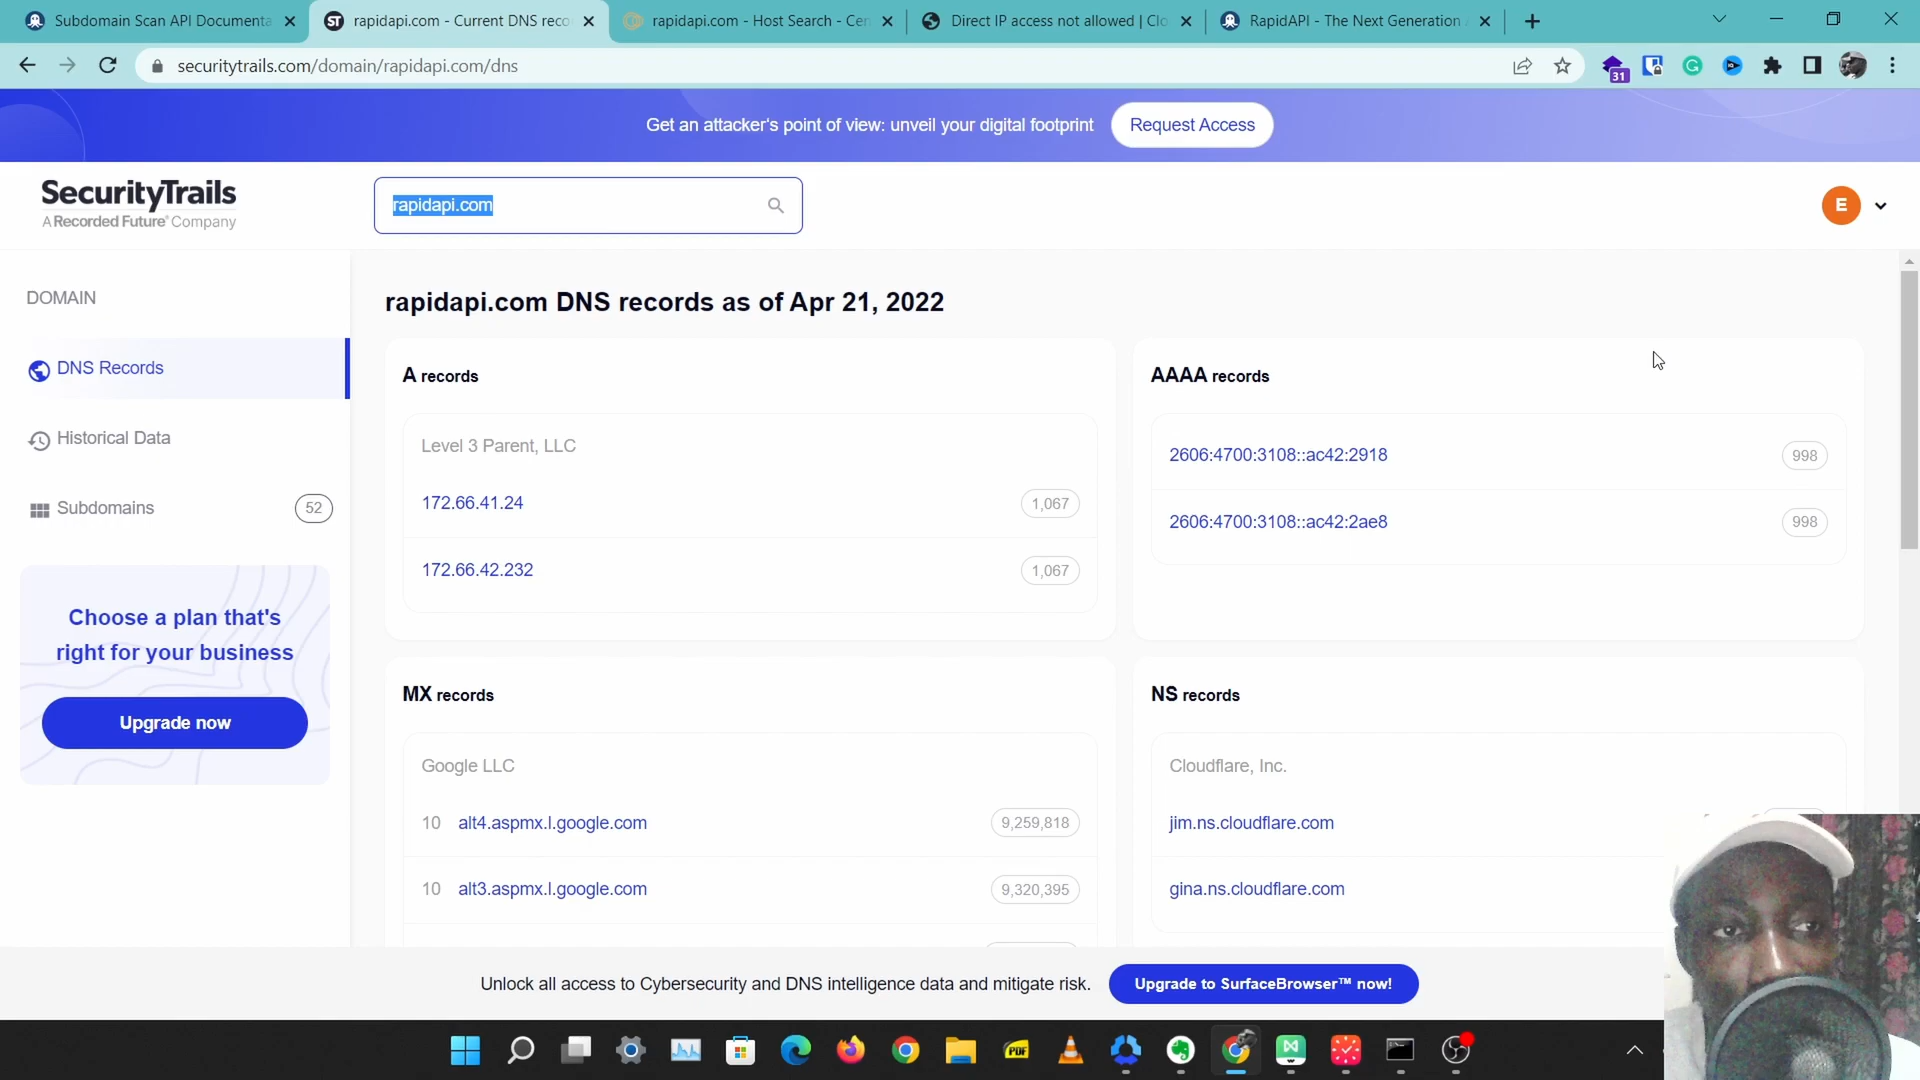 Subdomain Scan API Documenta
rapidapi.com - Current DNS reco
rapidapi.com - Host Search - Cen
Direct IP access not allowed | Clo
RapidAPI - The Next Generation
securitytrails.com/domain/rapidapi.com/dns
31
Get an attacker's point of view: unveil your digital footprint
Request Access
SecurityTrails
A Recorded Future® Company
rapidapi.com
E
DOMAIN
DNS Records
Historical Data
Subdomains
52
Choose a plan that's
right for your business
Upgrade now
rapidapi.com DNS records as of Apr 21, 2022
A records
Level 3 Parent, LLC
172.66.41.24
1,067
172.66.42.232
1,067
AAAA records
2606:4700:3108::ac42:2918
998
2606:4700:3108::ac42:2ae8
998
MX records
Google LLC
10 alt4.aspmx.l.google.com
9,259,818
10 alt3.aspmx.l.google.com
9,320,395
NS records
Cloudflare, Inc.
jim.ns.cloudflare.com
gina.ns.cloudflare.com
Unlock all access to Cybersecurity and DNS intelligence data and mitigate risk.
Upgrade to SurfaceBrowser™ now!
PDF